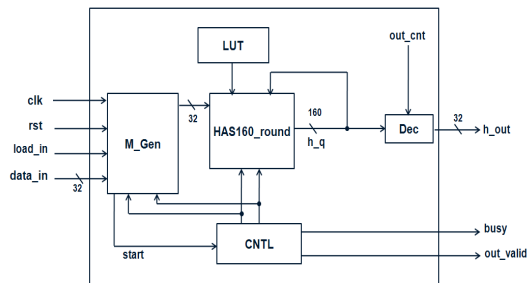 out_cnt
LUT
clk
rst
load_in
data_in
32
M_Gen
32
HAS160_round
160
h_q
Dec
32
h_out
start
CNTL
busy
out_valid